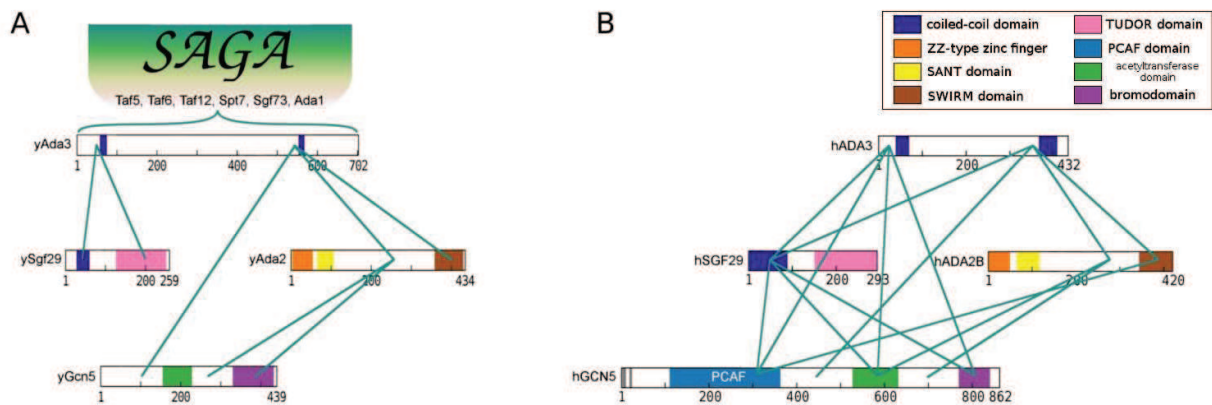 A
SAGA
Taf5, Taf6, Taf12, Spt7, Sgf73, Ada1
yAda3
1 200 400 600 702
ySgf29
1 200 259
yAda2
1 200 434
yGcn5
1 200 439
B
coiled-coil domain
ZZ-type zinc finger
SANT domain
SWIRM domain
TUDOR domain
PCAF domain
acetyltransferase
domain
bromodomain
hADA3
1 200 432
hSGF29
1 200 293
hADA2B
1 200 420
hGCN5
PCAF
1 200 400 600 800 862